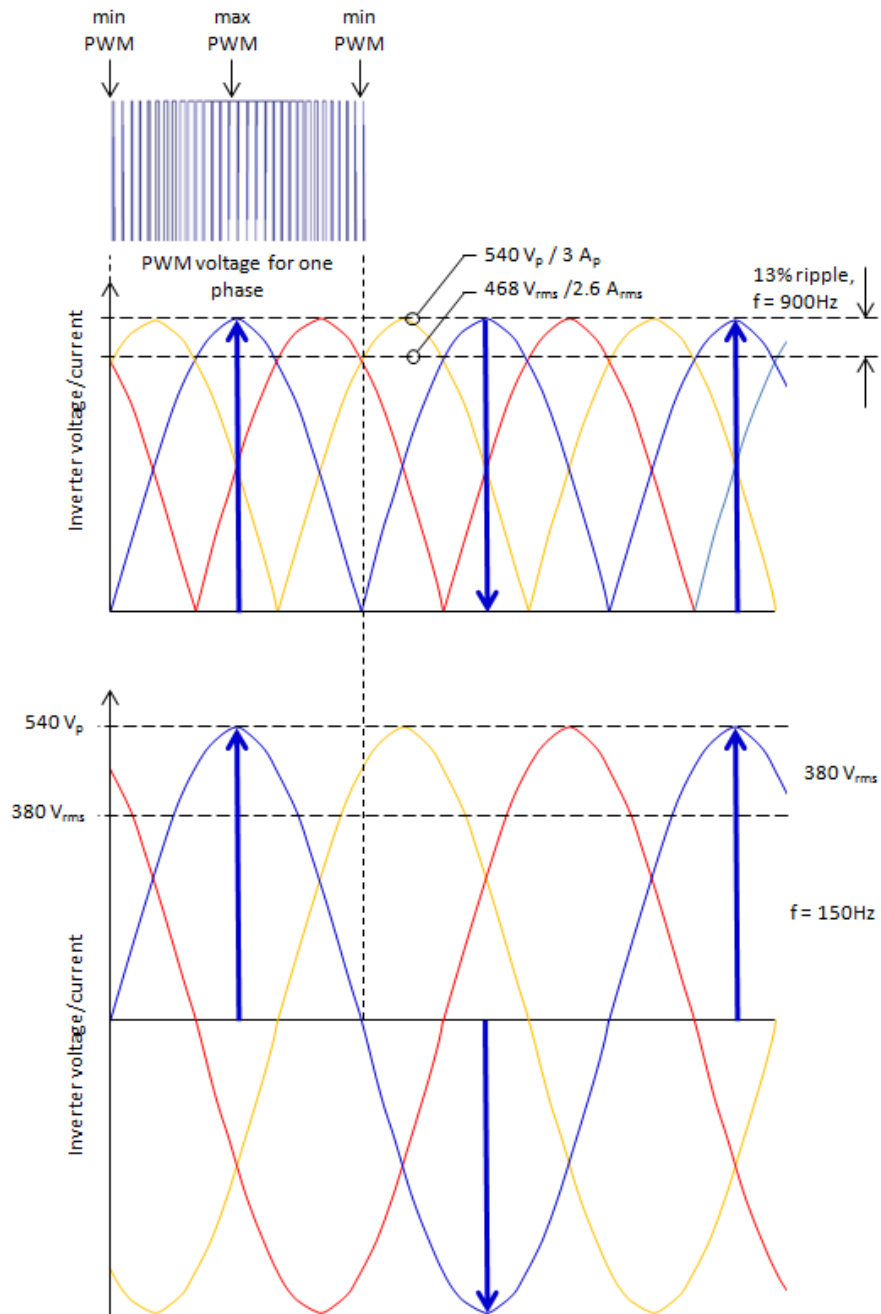 min
PWM
max
PWM
min
PWM
PWM voltage for one
phase
540 Vₚ / 3 Aₚ
468 Vᵣₘₛ /2.6 Aᵣₘₛ
13% ripple,
f = 900Hz
Inverter voltage/current
540 Vₚ
380 Vᵣₘₛ
380 Vᵣₘₛ
f = 150Hz
Inverter voltage/current